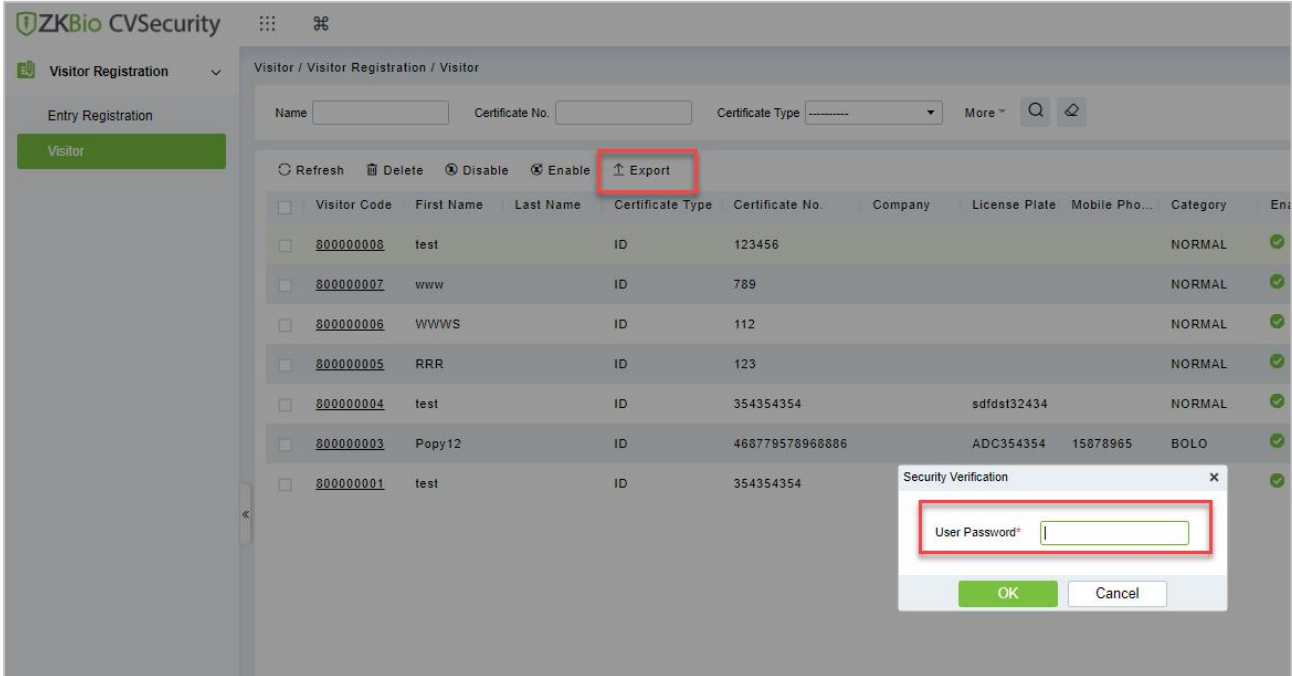 ZKBio CVSecurity
Visitor Registration
Entry Registration
Visitor
Visitor / Visitor Registration / Visitor
Name Certificate No. Certificate Type ---------- More
Refresh Delete Disable Enable Export
Visitor Code First Name Last Name Certificate Type Certificate No. Company License Plate Mobile Pho... Category Ena
800000008 test ID 123456 NORMAL
800000007 www ID 789 NORMAL
800000006 WWWS ID 112 NORMAL
800000005 RRR ID 123 NORMAL
800000004 test ID 354354354 sdfdst32434 NORMAL
800000003 Popy12 ID 468779578968886 ADC354354 15878965 BOLO
800000001 test ID 354354354
Security Verification
User Password*
OK Cancel